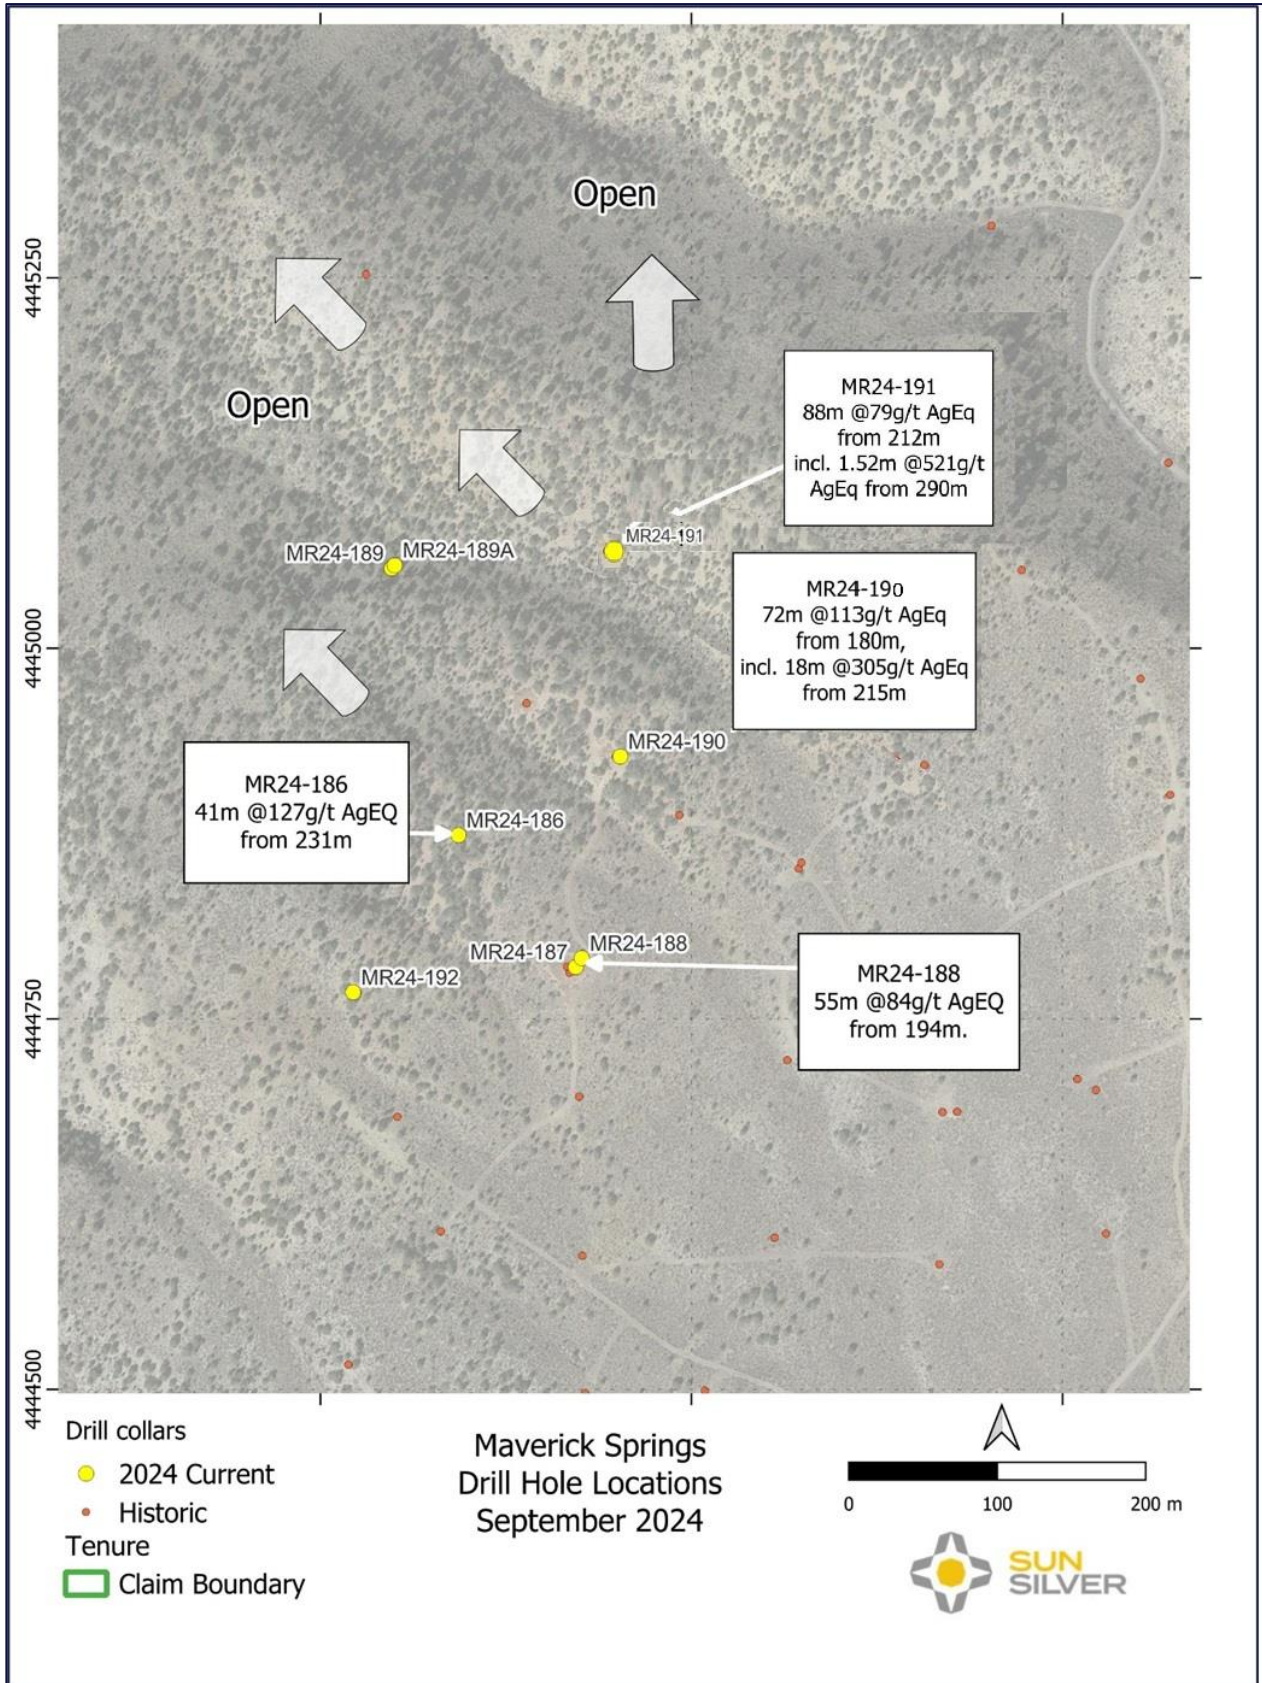 Open
4445250
Open
MR24-191
88m @79g/t AgEq
from 212m
incl. 1.52m @521g/t
AgEq from 290m
MR24-191
MR24-189
MR24-189A
MR24-190
72m @113g/t AgEq
from 180m,
incl. 18m @305g/t AgEq
from 215m
4445000
MR24-190
MR24-186
41m @127g/t AgEQ
from 231m
MR24-186
MR24-187
MR24-188
MR24-188
55m @84g/t AgEQ
from 194m.
MR24-192
4444750
4444500
Drill collars
2024 Current
Historic
Tenure
Claim Boundary
Maverick Springs
Drill Hole Locations
September 2024
0 100 200 m
SUN
SILVER